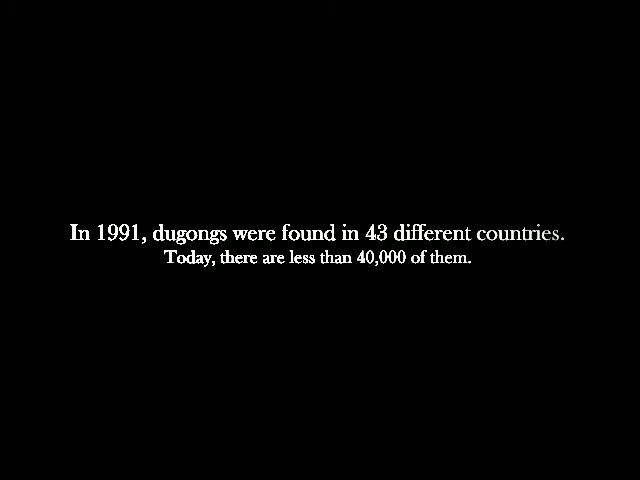 In 1991, dugongs were found in 43 different countries.
Today, there are less than 40,000 of them.